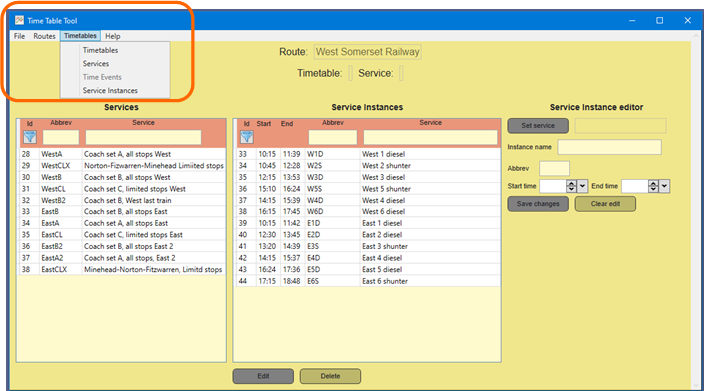 Time Table Tool
File Routes Timetables Help
Timetables
Services
Time Events
Service Instances
Route: West Somerset Railway
Timetable: Service:
Services
Id Abbrev Service
28 WestA Coach set A, all stops West
29 WestCLX Norton-Fizwarren-Minehead Limiited stops
30 WestB Coach set B, all stops West
31 WestCL Coach set C, limited stops West
32 WestB2 Coach set B, West last train
33 EastB Coach set B, all stops East
34 EastA Coach set A, all stops East
35 EastCL Coach set C, limited stops East
36 EastB2 Coach set B, all stops East 2
37 EastA2 Coach set A, all stops, East 2
38 EastCLX Minehead-Norton-Fitzwarren, Limitd stops
Service Instances
Id Start End Abbrev Service
33 10:15 11:39 W1D West 1 diesel
34 10:45 12:28 W2S West 2 shunter
35 12:15 13:53 W3D West 3 diesel
36 15:10 16:24 W5S West 5 shunter
37 14:15 15:39 W4D West 4 diesel
38 16:15 17:45 W6D West 6 diesel
39 10:15 11:42 E1D East 1 diesel
40 12:30 13:45 E2D East 2 diesel
41 13:20 14:39 E3S East 3 shunter
42 14:15 15:37 E4D East 4 diesel
43 16:24 17:36 E5D East 5 diesel
44 17:15 18:48 E6S East 6 shunter
Edit Delete
Service Instance editor
Set service
Instance name
Abbrev
Start time End time
Save changes Clear edit